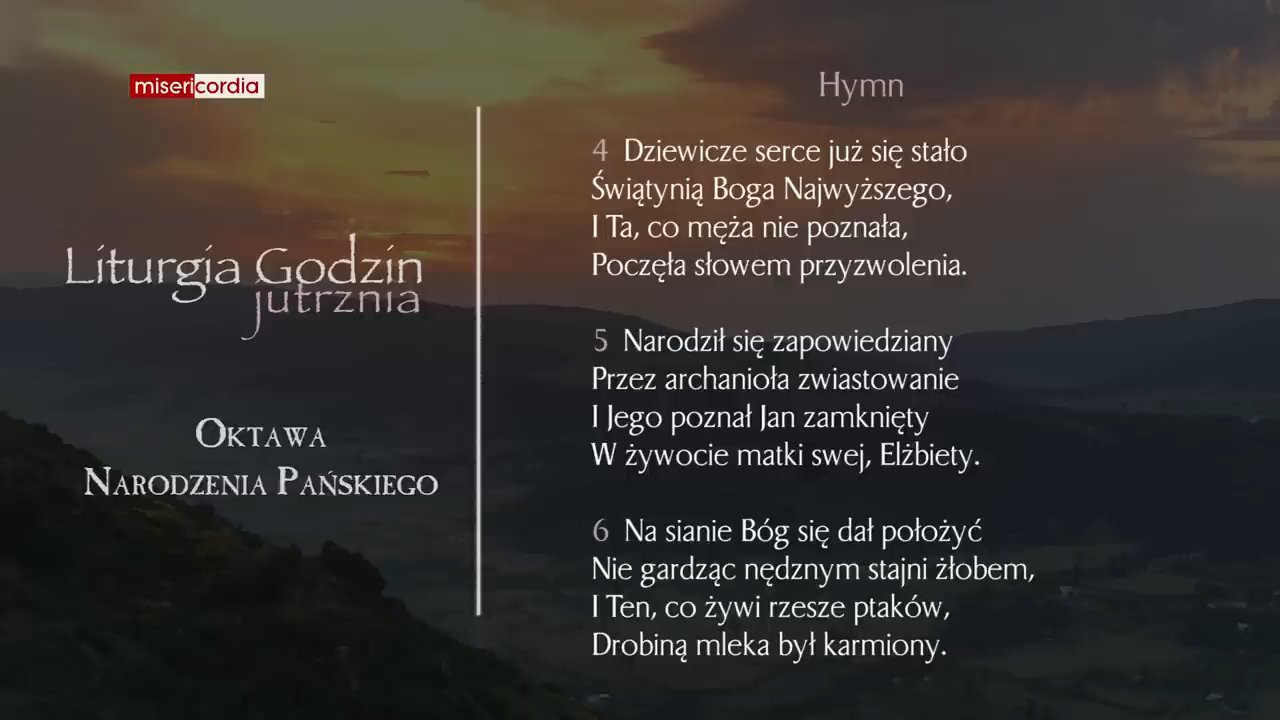 misericordia
Liturgia Godzin
jutrznia
Oktawa
Narodzenia Pańskiego
Hymn
4 Dziewicze serce już się stało
Świątynią Boga Najwyższego,
I Ta, co męża nie poznała,
Poczęła słowem przyzwolenia.
5 Narodził się zapowiedziany
Przez archanioła zwiastowanie
I Jego poznał Jan zamknięty
W żywocie matki swej, Elżbiety.
6 Na sianie Bóg się dał położyć
Nie gardząc nędznym stajni żłobem,
I Ten, co żywi rzesze ptaków,
Drobiną mleka był karmiony.